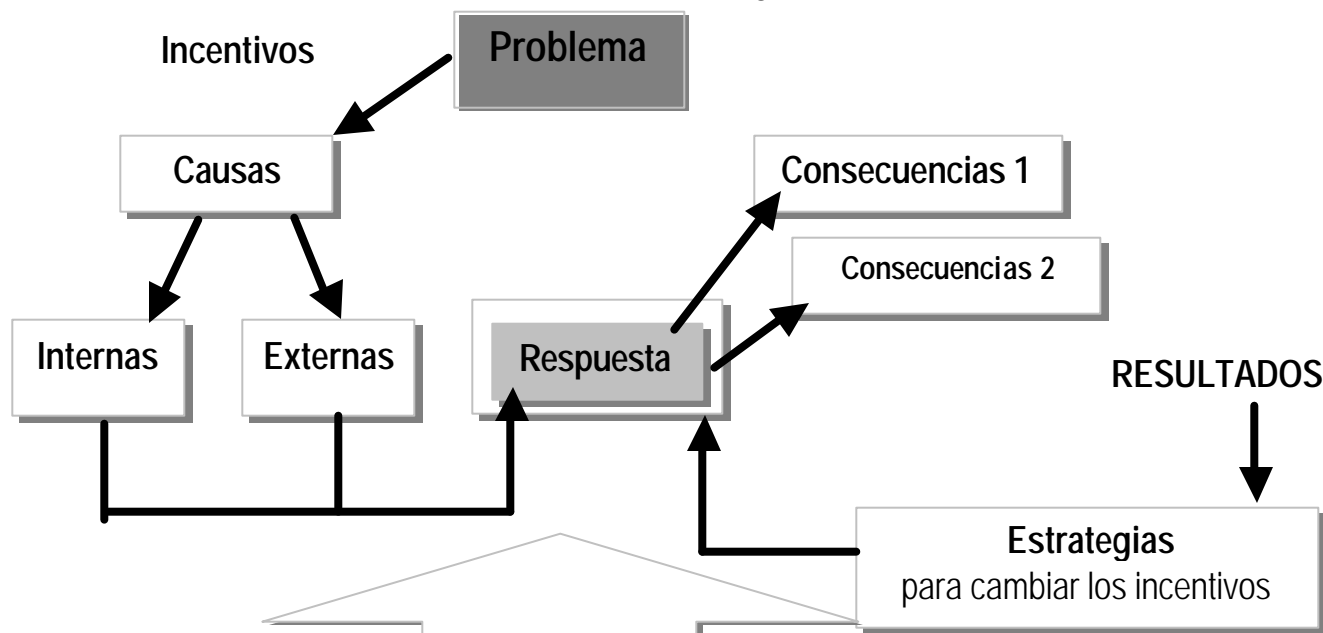 Problema
Incentivos
Causas
Consecuencias 1
Consecuencias 2
Internas
Externas
Respuesta
RESULTADOS
Estrategias
para cambiar los incentivos